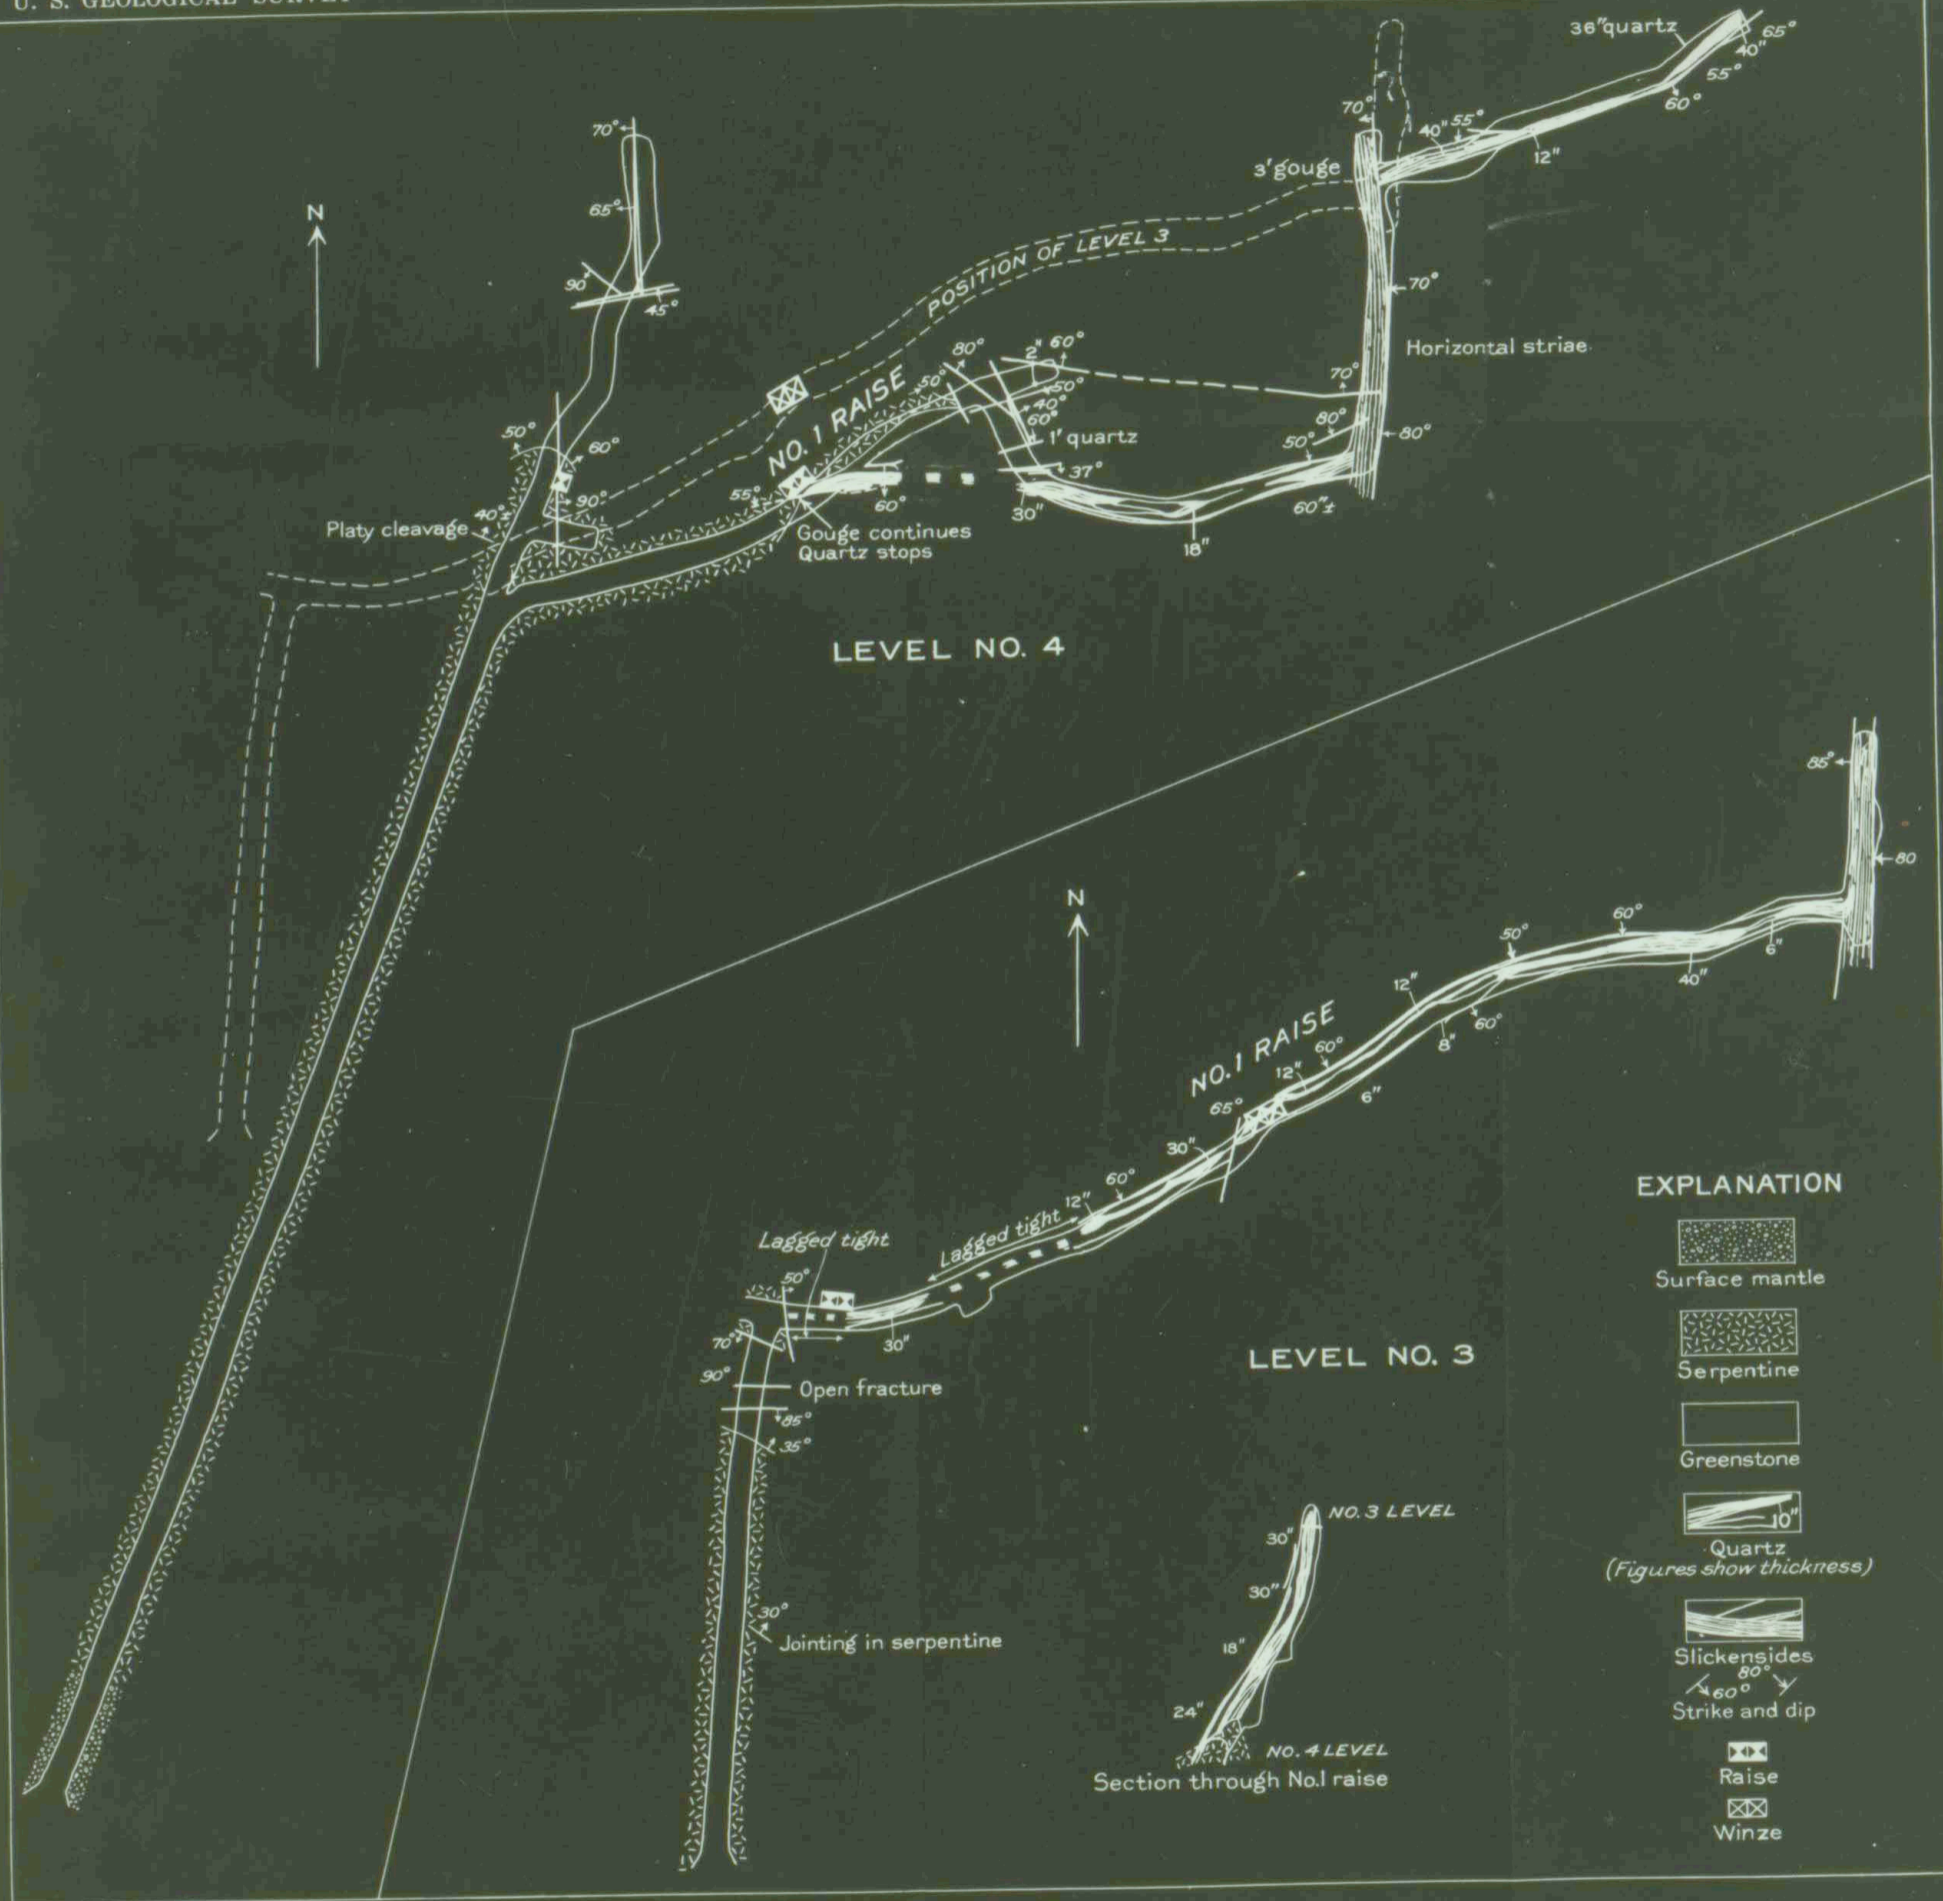 36" quartz
65°
40"
55°
60°
70°
40"
55°
12"
3' gouge
70°
65°
N
90
45°
POSITION OF LEVEL 3
70°
Horizontal striae
80°
2"
60°
50°
50°
40°
60°
70°
NO. 1 RAISE
1' quartz
80°
50°
80°
37°
50°
60°
90°
55°
60°
30"
60"±
18"
Platy cleavage
40°±
Gouge continues
Quartz stops
LEVEL NO. 4
85°
80
N
60°
50°
6"
40"
12"
60°
8"
NO. 1 RAISE
60°
12"
6"
65°
30"
60°
12"
Lagged tight
Lagged tight
50°
30"
70°
90°
Open fracture
85°
35°
LEVEL NO. 3
30°
Jointing in serpentine
NO. 3 LEVEL
30"
30"
18"
24"
NO. 4 LEVEL
Section through No.1 raise
EXPLANATION
Surface mantle
Serpentine
Greenstone
10"
Quartz
(Figures show thickness)
Slickensides
80°
60°
Strike and dip
Raise
Winze